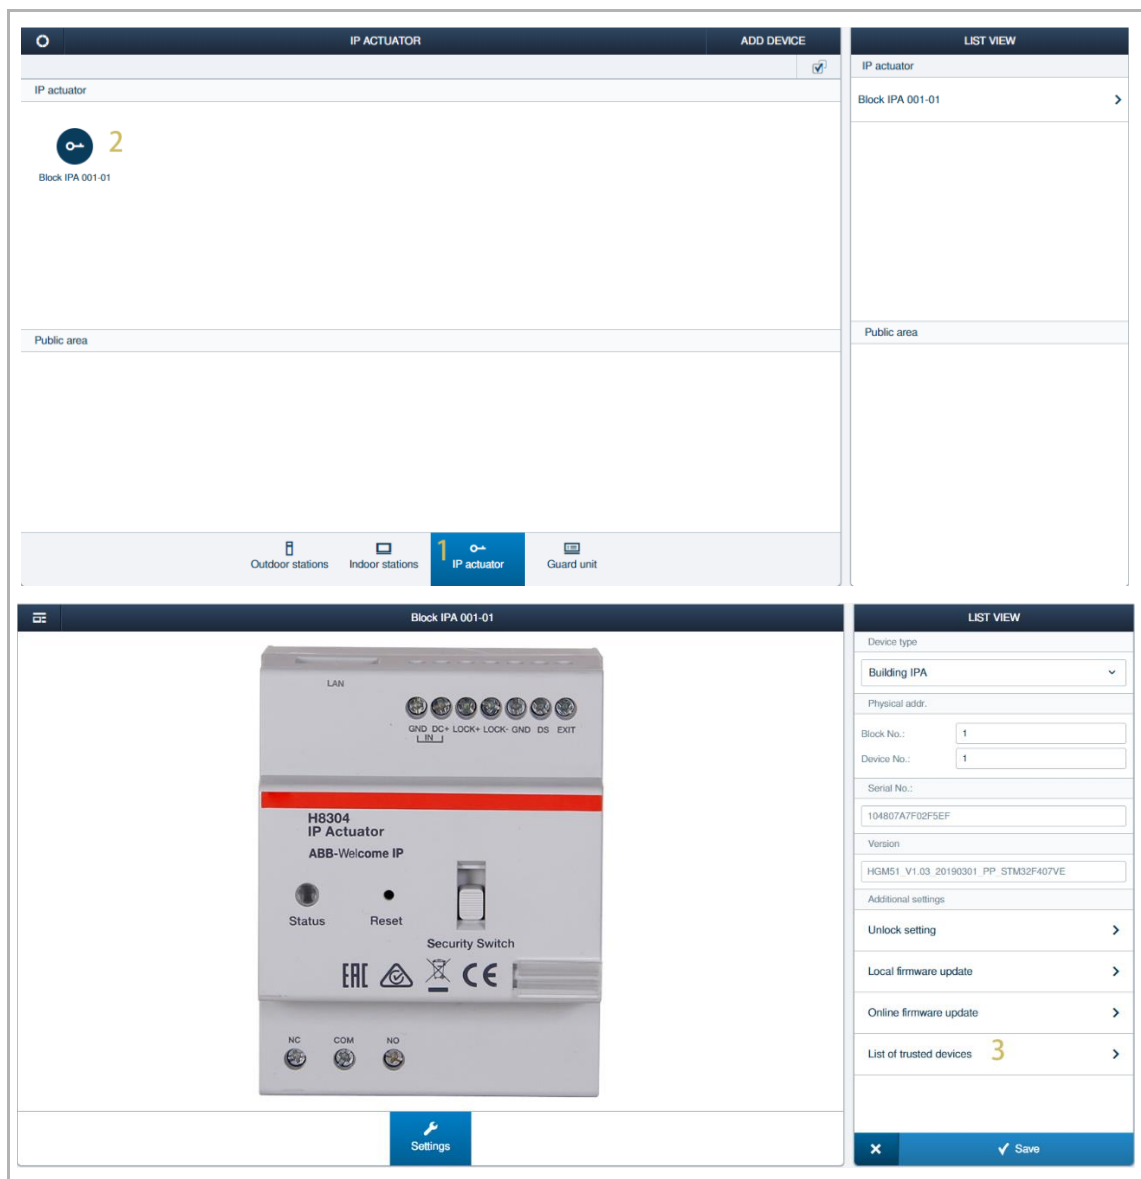 IP ACTUATOR
ADD DEVICE
IP actuator
2
Block IPA 001-01
Public area
Outdoor stations
Indoor stations
1
IP actuator
Guard unit
LIST VIEW
IP actuator
Block IPA 001-01
Public area
Block IPA 001-01
LAN
GND DC+ LOCK+ LOCK- GND DS EXIT
IN
H8304
IP Actuator
ABB-Welcome IP
Status
Reset
Security Switch
EAC
CE
NC COM NO
Settings
LIST VIEW
Device type
Building IPA
Physical addr.
Block No.: 1
Device No.: 1
Serial No.:
104807A7F02F5EF
Version
HGM51_V1.03_20190301_PP_STM32F407VE
Additional settings
Unlock setting
Local firmware update
Online firmware update
List of trusted devices 3
Save